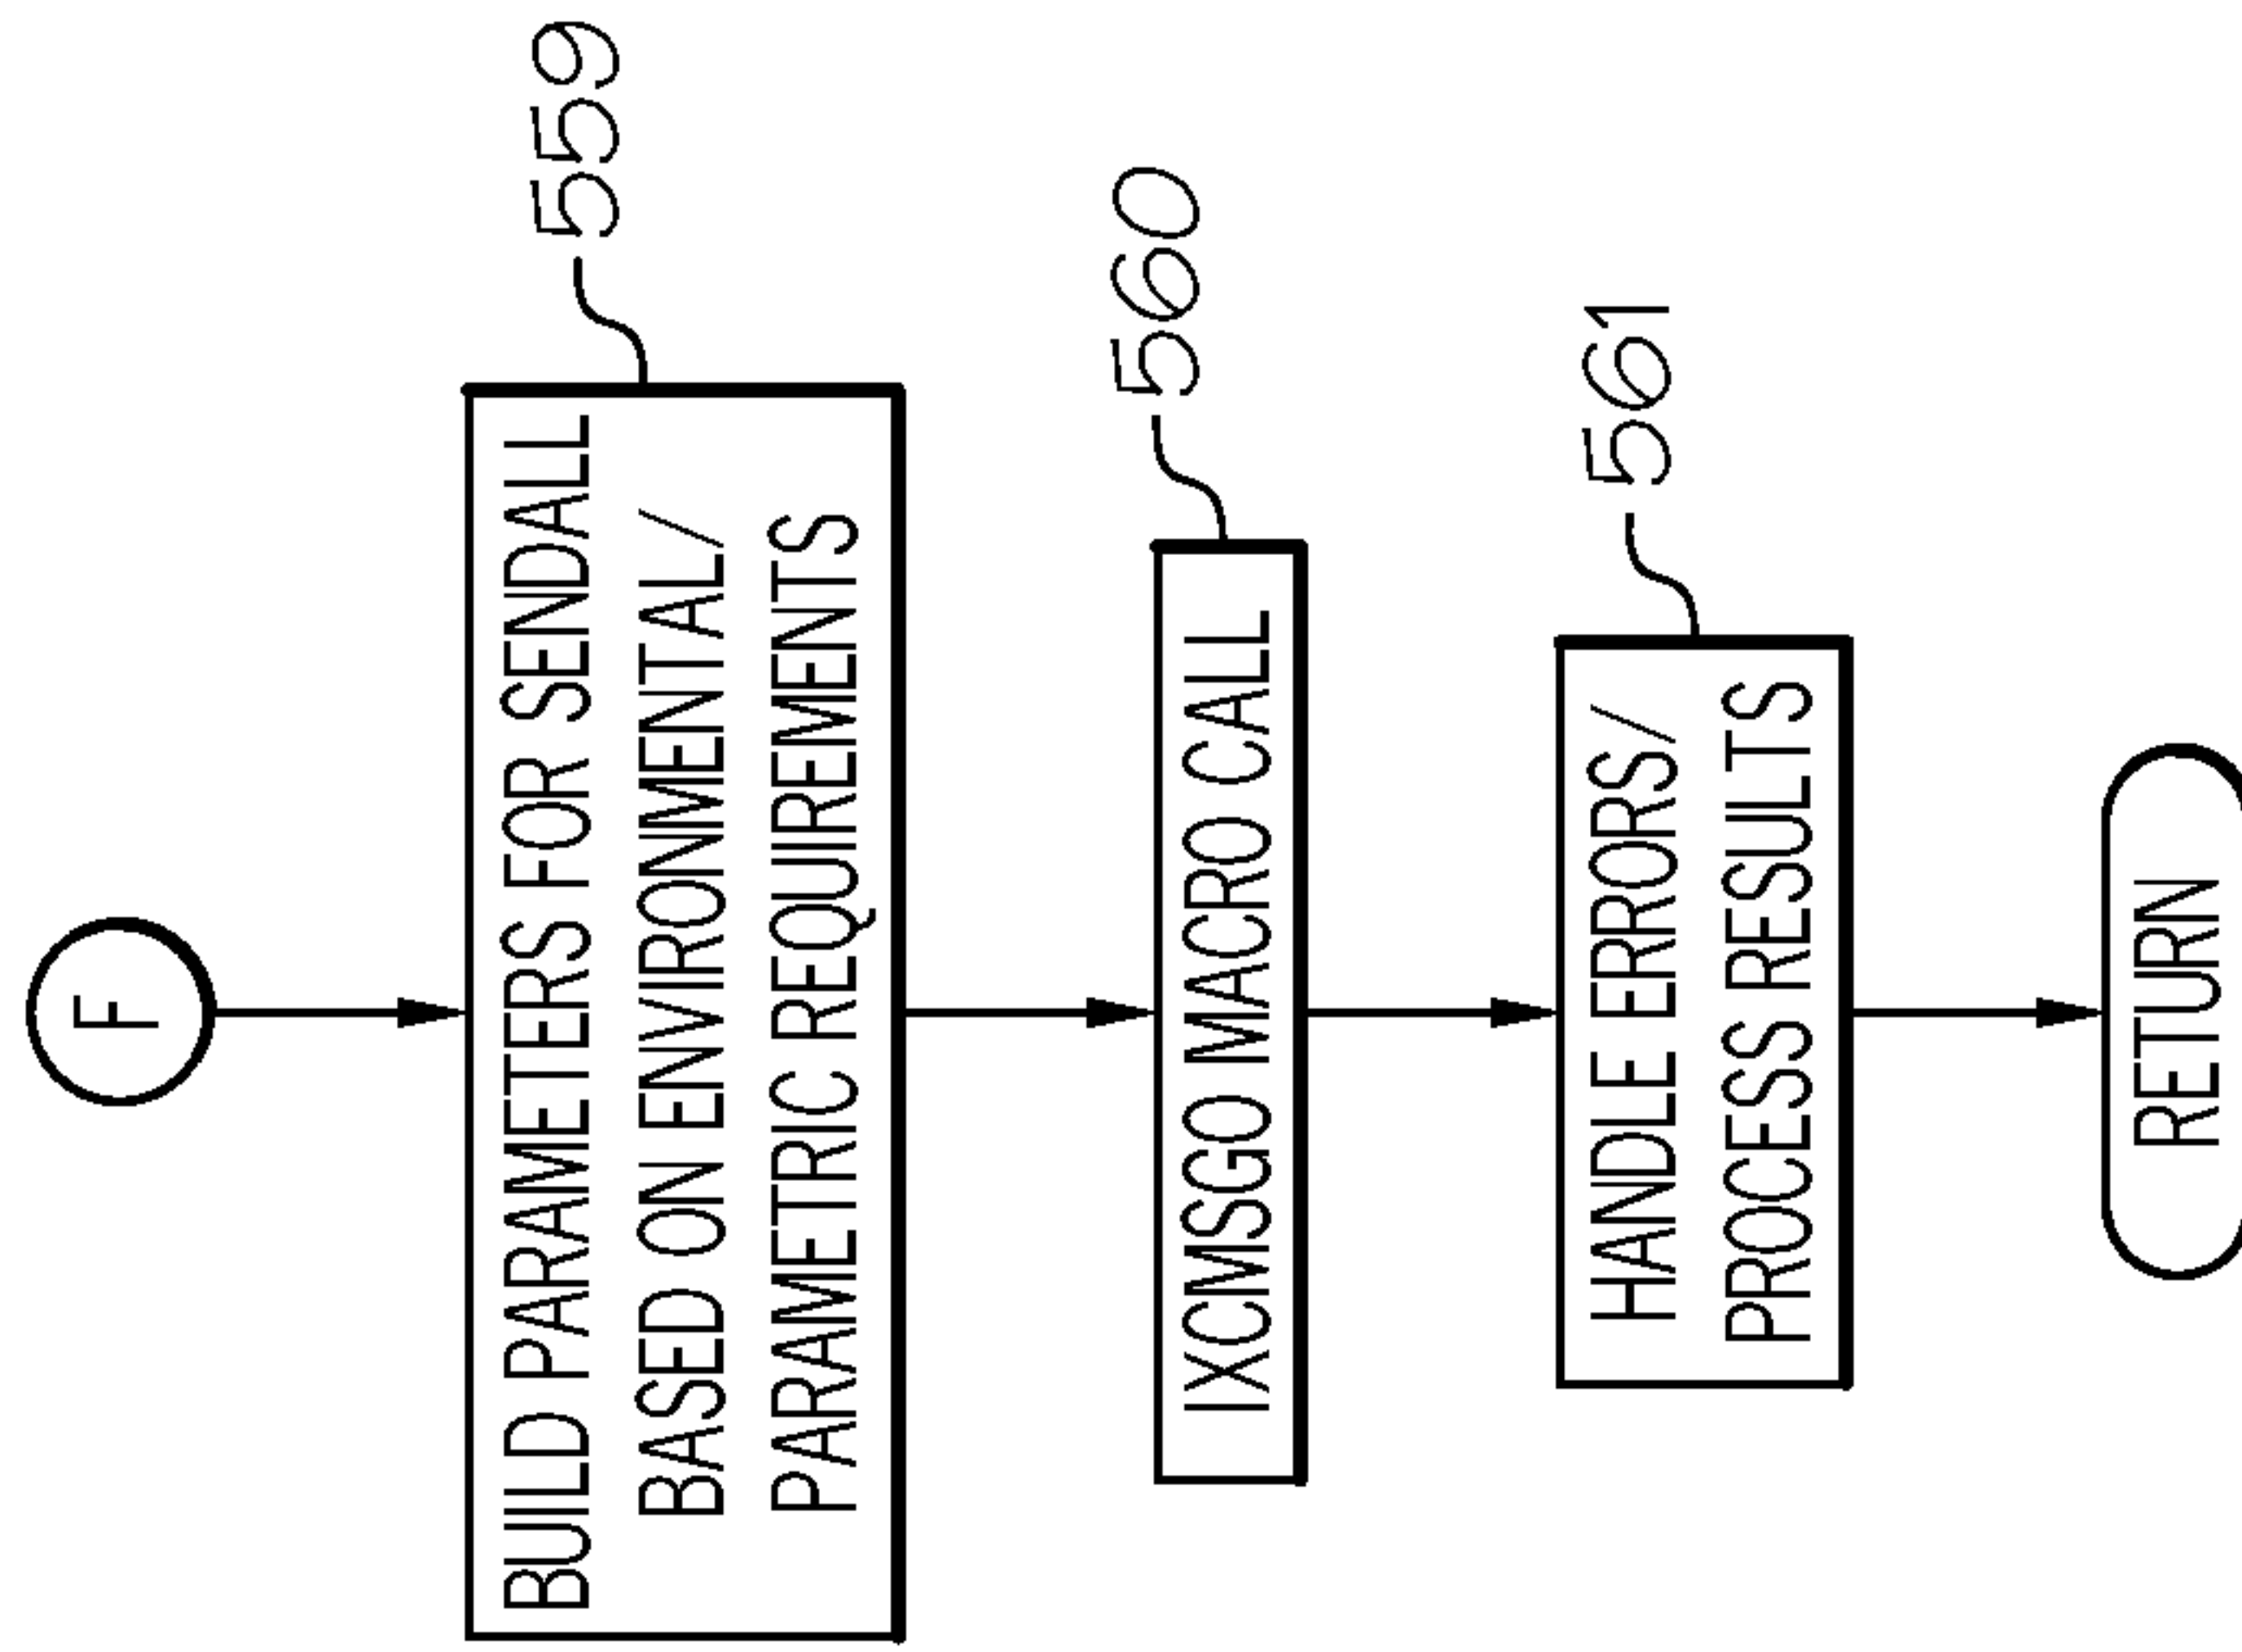 F
559
BUILD PARAMETERS FOR SENDALL
BASED ON ENVIRONMENTAL/
PARAMETRIC REQUIREMENTS
560
IXCMSGO MACRO CALL
561
HANDLE ERRORS/
PROCESS RESULTS
RETURN